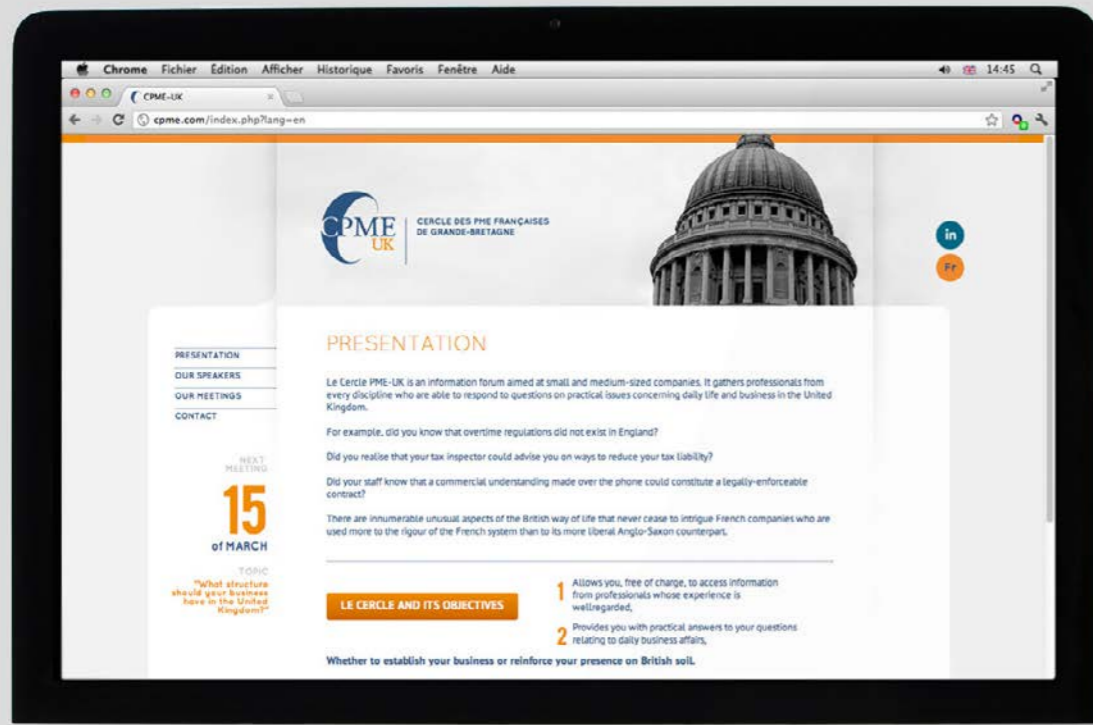 Chrome Fichier Édition Afficher Historique Favoris Fenêtre Aide 14:45
CPME-UK
cpme.com/index.php?lang=en
CPME
UK
CERCLE DES PME FRANÇAISES
DE GRANDE-BRETAGNE
in
Fr
PRESENTATION
OUR SPEAKERS
OUR MEETINGS
CONTACT
NEXT
MEETING
15
of MARCH
TOPIC
"What structure
should your business
have in the United
Kingdom?"
PRESENTATION
Le Cercle PME-UK is an information forum aimed at small and medium-sized companies. It gathers professionals from
every discipline who are able to respond to questions on practical issues concerning daily life and business in the United
Kingdom.
For example, did you know that overtime regulations did not exist in England?
Did you realise that your tax inspector could advise you on ways to reduce your tax liability?
Did your staff know that a commercial understanding made over the phone could constitute a legally-enforceable
contract?
There are innumerable unusual aspects of the British way of life that never cease to intrigue French companies who are
used more to the rigour of the French system than to its more liberal Anglo-Saxon counterpart.
LE CERCLE AND ITS OBJECTIVES
1 Allows you, free of charge, to access information
from professionals whose experience is
wellregarded,
2 Provides you with practical answers to your questions
relating to daily business affairs,
Whether to establish your business or reinforce your presence on British soil.